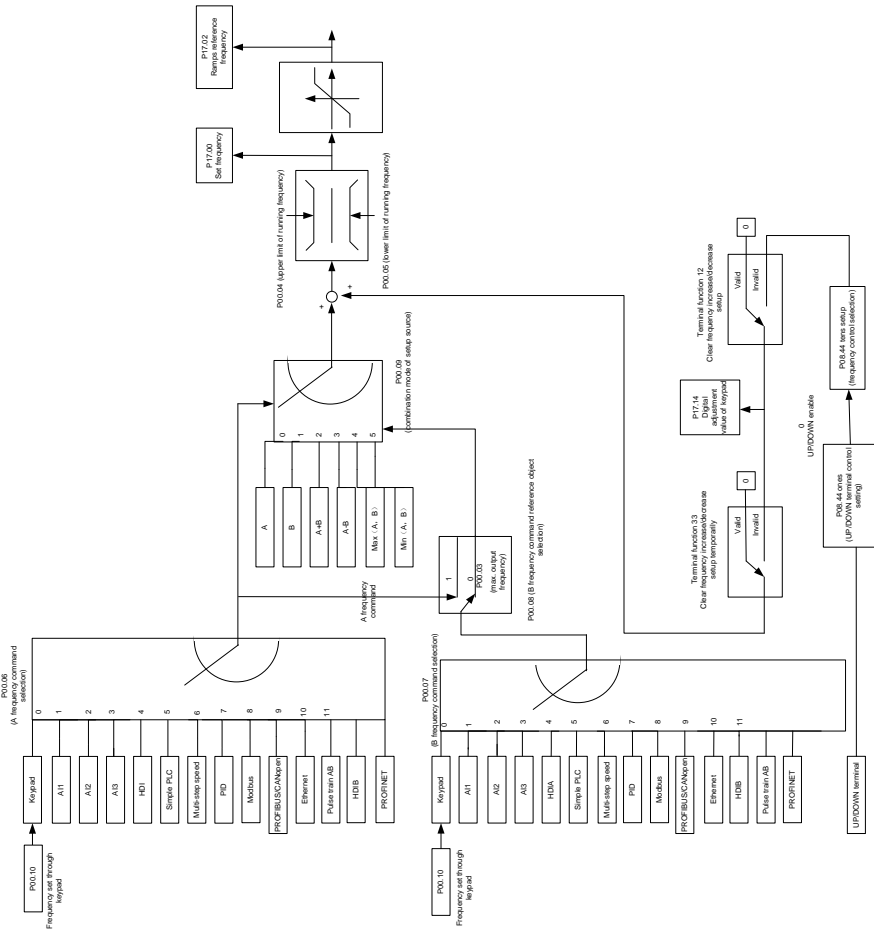 P17.02
Ramps reference
frequency
P17.00
Set frequency
P00.04 (upper limit of running frequency)
P00.05 (lower limit of running frequency)
+
+
P00.09
(combination mode of setup source)
0
1
2
3
4
5
A
B
A+B
A-B
Max（A，B）
Min（A，B）
A frequency
command
1
0
P00.03
(max. output
frequency)
P00.08 (B frequency command reference object
selection)
P00.06
(A frequency command
selection)
0
1
2
3
4
5
6
7
8
9
10
11
Keypad
AI1
AI2
AI3
HDI
Simple PLC
Multi-step speed
PID
Modbus
PROFIBUS/CANopen
Ethernet
Pulse train AB
HDIB
PROFINET
P00.10
Frequency set through
keypad
P00.07
(B frequency command selection)
0
1
2
3
4
5
6
7
8
9
10
11
Keypad
AI1
AI2
AI3
HDIA
Simple PLC
Multi-step speed
PID
Modbus
PROFIBUS/CANopen
Ethernet
HDIB
Pulse train AB
PROFINET
P00.10
Frequency set through
keypad
UP/DOWN terminal
Terminal function 33
Clear frequency increase/decrease
setup temporarily
Valid
Invalid
0
P17.14
Digital
adjustment
value of keypad
Terminal function 12
Clear frequency increase/decrease
setup
Valid
Invalid
0
0
UP/DOWN enable
P08.44 ones
(UP/DOWN terminal control
setting)
P08.44 tens setup
(frequency control selection)